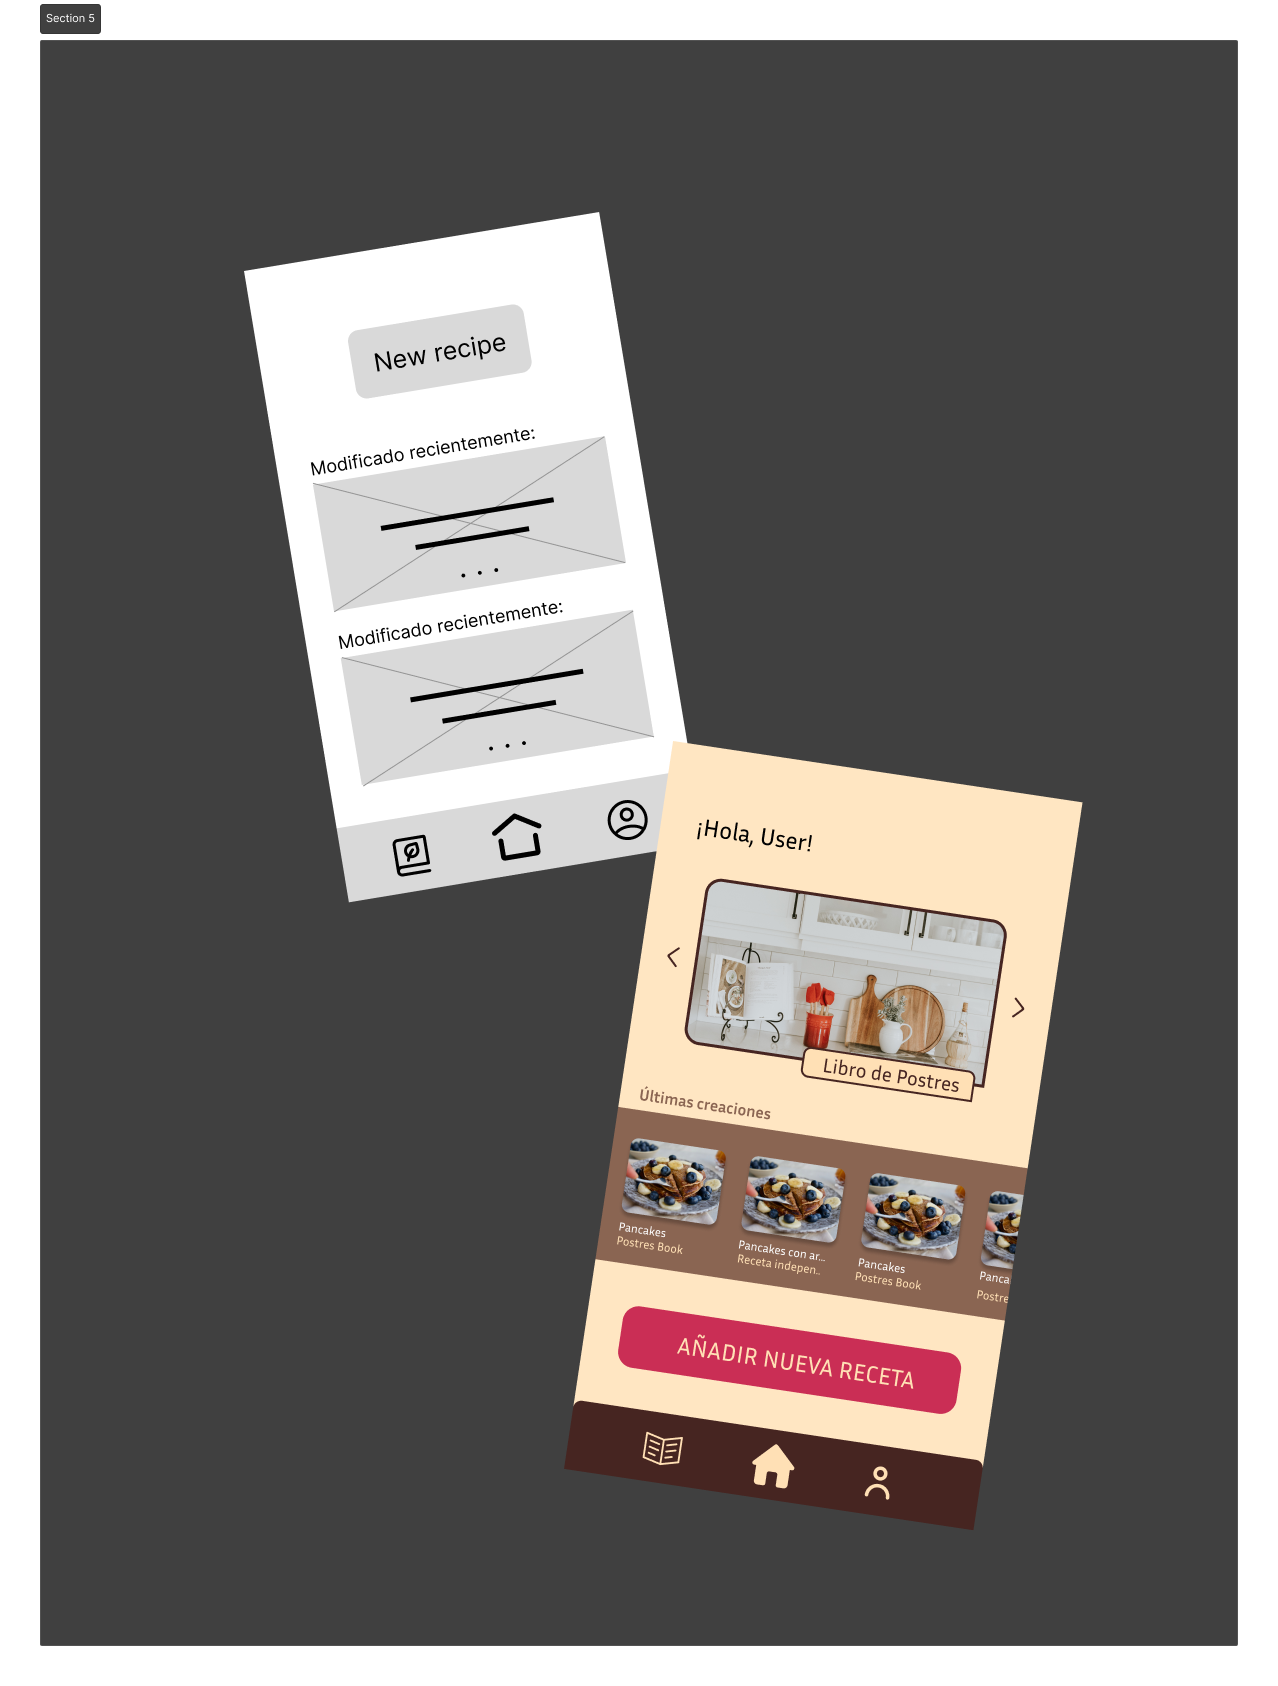 Section 5
New recipe
Modificado recientemente:
Modificado recientemente:
¡Hola, User!
Libro de Postres
Últimas creaciones
Pancakes
Postres Book
Pancakes con ar...
Receta indepen..
Pancakes
Postres Book
Panca
Postre
AÑADIR NUEVA RECETA